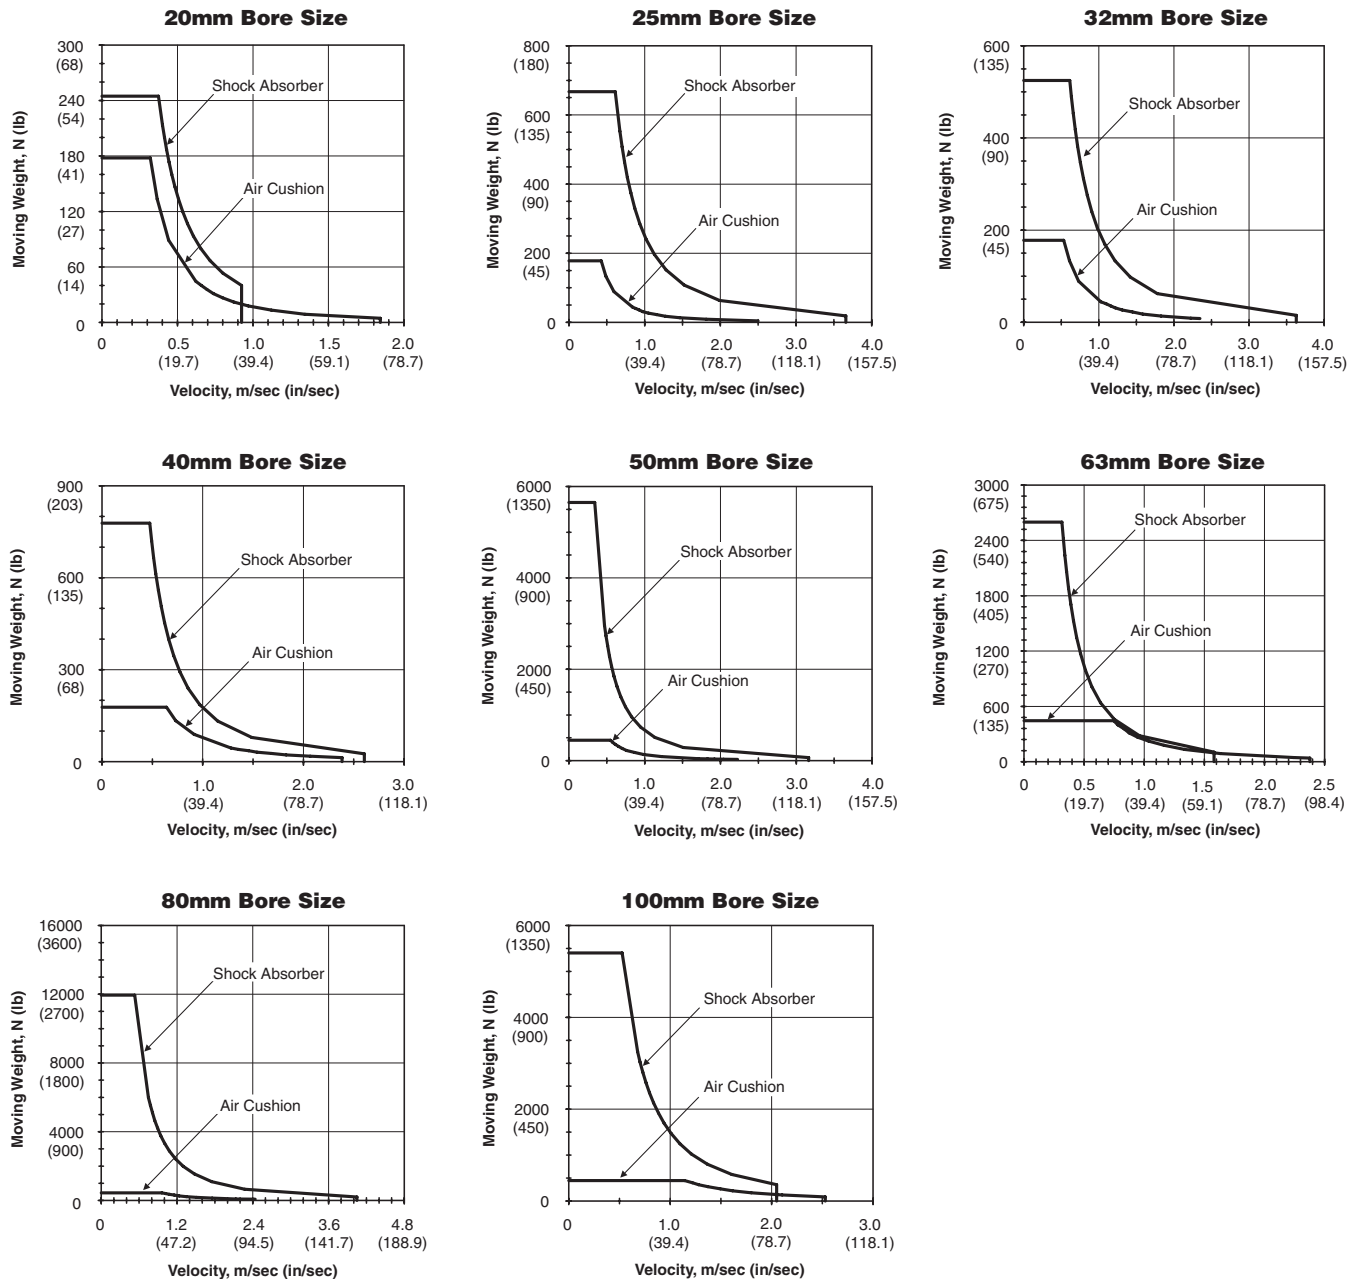 20mm Bore Size
300
(68)
240
(54)
180
(41)
120
(27)
60
(14)
0
Moving Weight, N (lb)
Shock Absorber
Air Cushion
0 0.5 1.0 1.5 2.0
(19.7) (39.4) (59.1) (78.7)
Velocity, m/sec (in/sec)
25mm Bore Size
800
(180)
600
(135)
400
(90)
200
(45)
0
Moving Weight, N (lb)
Shock Absorber
Air Cushion
0 1.0 2.0 3.0 4.0
(39.4) (78.7) (118.1) (157.5)
Velocity, m/sec (in/sec)
32mm Bore Size
600
(135)
400
(90)
200
(45)
0
Moving Weight, N (lb)
Shock Absorber
Air Cushion
0 1.0 2.0 3.0 4.0
(39.4) (78.7) (118.1) (157.5)
Velocity, m/sec (in/sec)
40mm Bore Size
900
(203)
600
(135)
300
(68)
0
Moving Weight, N (lb)
Shock Absorber
Air Cushion
1.0 2.0 3.0
(39.4) (78.7) (118.1)
Velocity, m/sec (in/sec)
50mm Bore Size
6000
(1350)
4000
(900)
2000
(450)
0
Moving Weight, N (lb)
Shock Absorber
Air Cushion
0 1.0 2.0 3.0 4.0
(39.4) (78.7) (118.1) (157.5)
Velocity, m/sec (in/sec)
63mm Bore Size
3000
(675)
2400
(540)
1800
(405)
1200
(270)
600
(135)
0
Moving Weight, N (lb)
Shock Absorber
Air Cushion
0 0.5 1.0 1.5 2.0 2.5
(19.7) (39.4) (59.1) (78.7) (98.4)
Velocity, m/sec (in/sec)
80mm Bore Size
16000
(3600)
12000
(2700)
8000
(1800)
4000
(900)
0
Moving Weight, N (lb)
Shock Absorber
Air Cushion
0 1.2 2.4 3.6 4.8
(47.2) (94.5) (141.7) (188.9)
Velocity, m/sec (in/sec)
100mm Bore Size
6000
(1350)
4000
(900)
2000
(450)
0
Moving Weight, N (lb)
Shock Absorber
Air Cushion
0 1.0 2.0 3.0
(39.4) (78.7) (118.1)
Velocity, m/sec (in/sec)